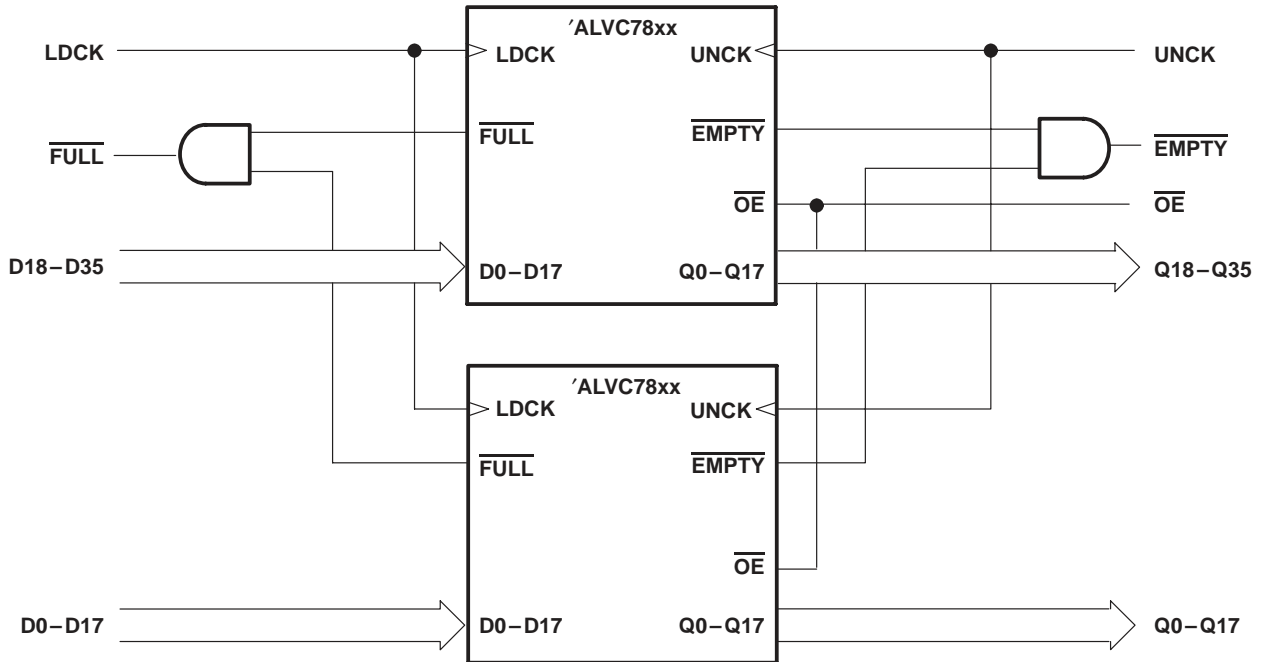 ′ALVC78xx
LDCK
LDCK
UNCK
UNCK
FULL
FULL
EMPTY
EMPTY
OE
OE
D18–D35
D0–D17
Q0–Q17
Q18–Q35
′ALVC78xx
LDCK
UNCK
FULL
EMPTY
OE
D0–D17
D0–D17
Q0–Q17
Q0–Q17